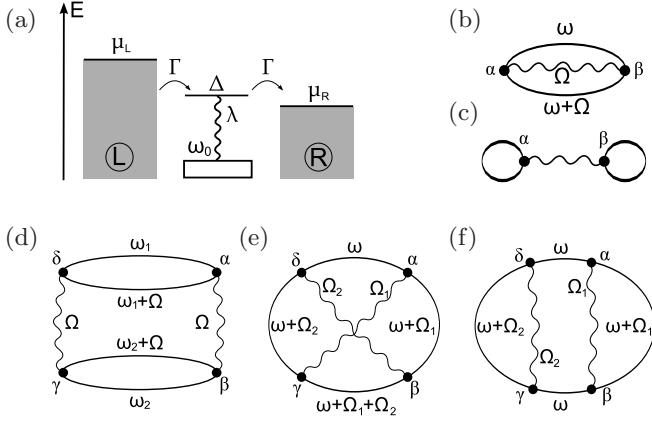 (a)
E
μL
Γ
Δ
Γ
μR
λ
ω0
L
R
(b)
ω
α
Ω
β
ω+Ω
(c)
α
β
(d)
ω1
δ
α
ω1+Ω
Ω
Ω
ω2+Ω
γ
β
ω2
(e)
ω
δ
α
Ω2
Ω1
ω+Ω2
ω+Ω1
γ
β
ω+Ω1+Ω2
(f)
ω
δ
α
Ω1
ω+Ω2
ω+Ω1
Ω2
γ
β
ω